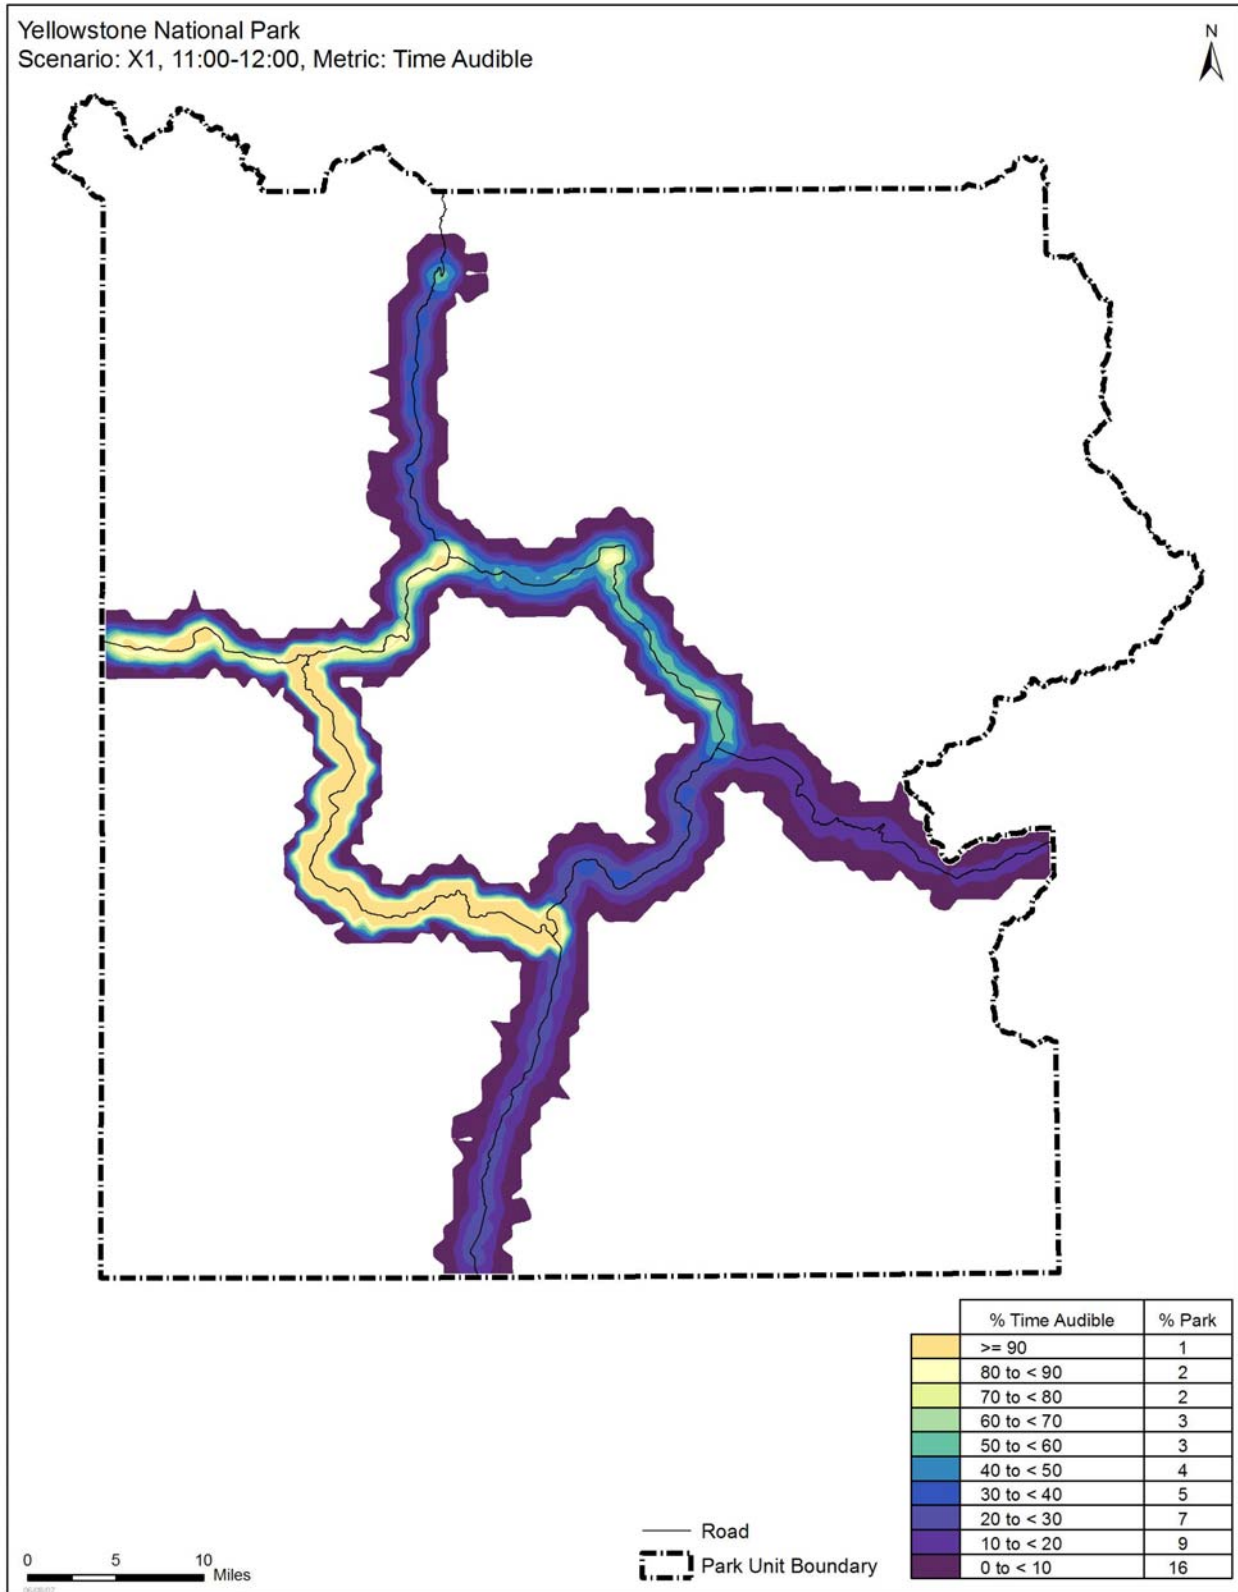 Yellowstone National Park
Scenario: X1, 11:00-12:00, Metric: Time Audible
N
% Time Audible % Park
>= 90 1
80 to < 90 2
70 to < 80 2
60 to < 70 3
50 to < 60 3
40 to < 50 4
30 to < 40 5
20 to < 30 7
10 to < 20 9
0 to < 10 16
Road
Park Unit Boundary
0 5 10
Miles